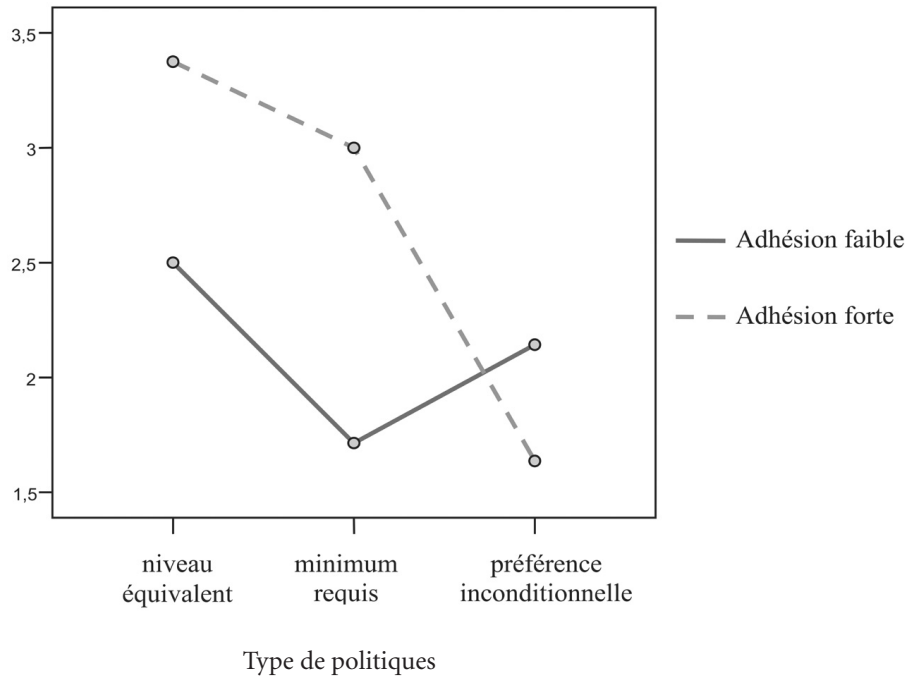 3,5
3
2,5
2
1,5
Adhésion faible
Adhésion forte
niveau
équivalent
minimum
requis
préférence
inconditionnelle
Type de politiques